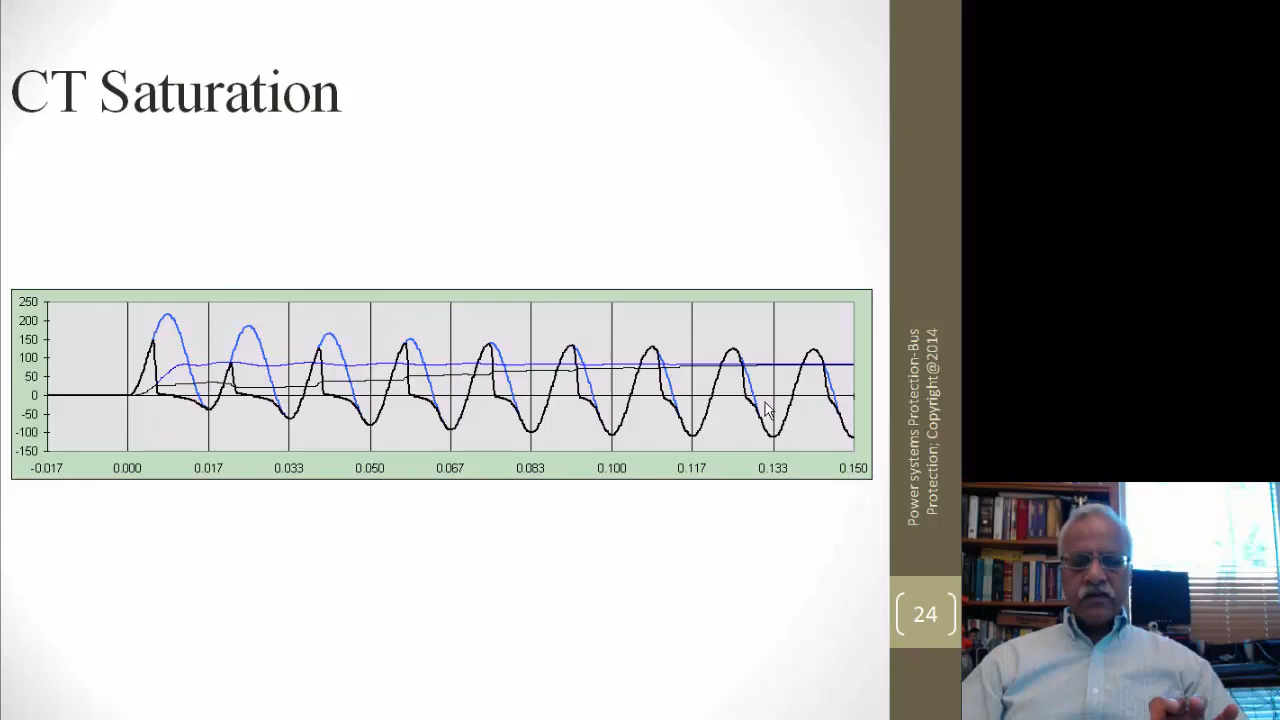 CT Saturation
250
200
150
100
50
0
-50
-100
-150
-0.017 0.000 0.017 0.033 0.050 0.067 0.083 0.100 0.117 0.133 0.150
Power systems Protection-Bus
Protection; Copyright@2014
24